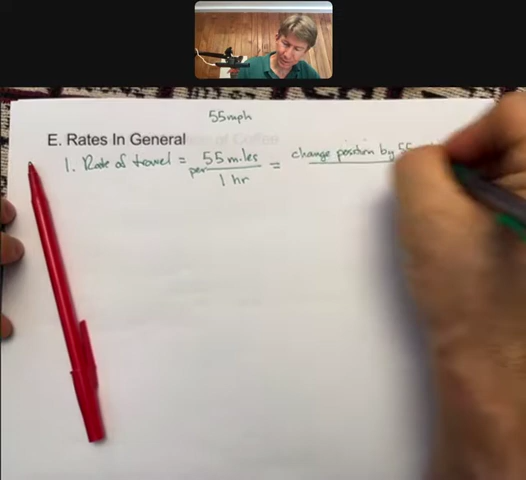 55mph
E. Rates In General
1. Rate of travel = 55 miles = change position by 55
per 1 hr